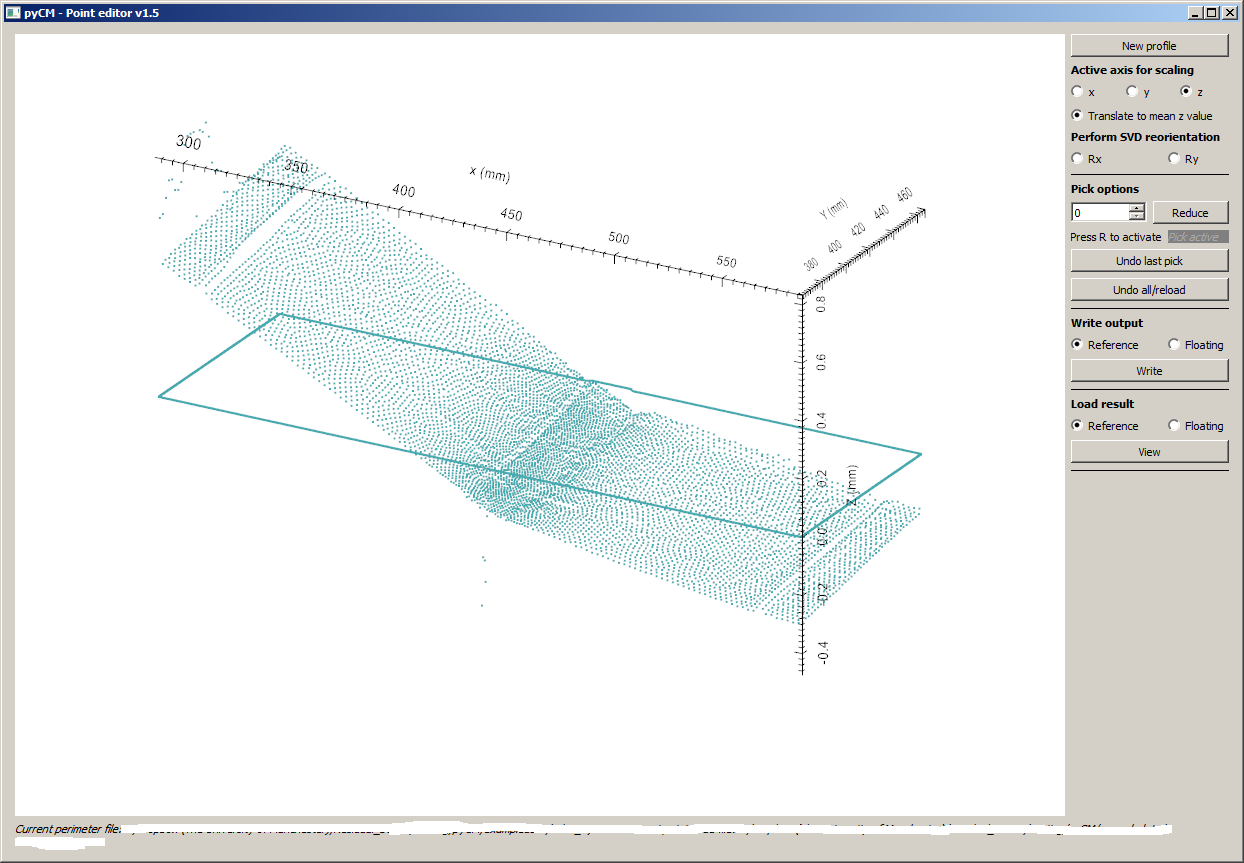 pyCM - Point editor v1.5
New profile
Active axis for scaling
x y z
Translate to mean z value
Perform SVD reorientation
Rx Ry
Pick options
0 Reduce
Press R to activate Pick active
Undo last pick
Undo all/reload
Write output
Reference Floating
Write
Load result
Reference Floating
View
300
350
400
450
500
550
x (mm)
Y (mm)
380
400
420
440
460
0.8
0.6
0.4
0.2
0.0
-0.2
-0.4
Z (mm)
Current perimeter file: